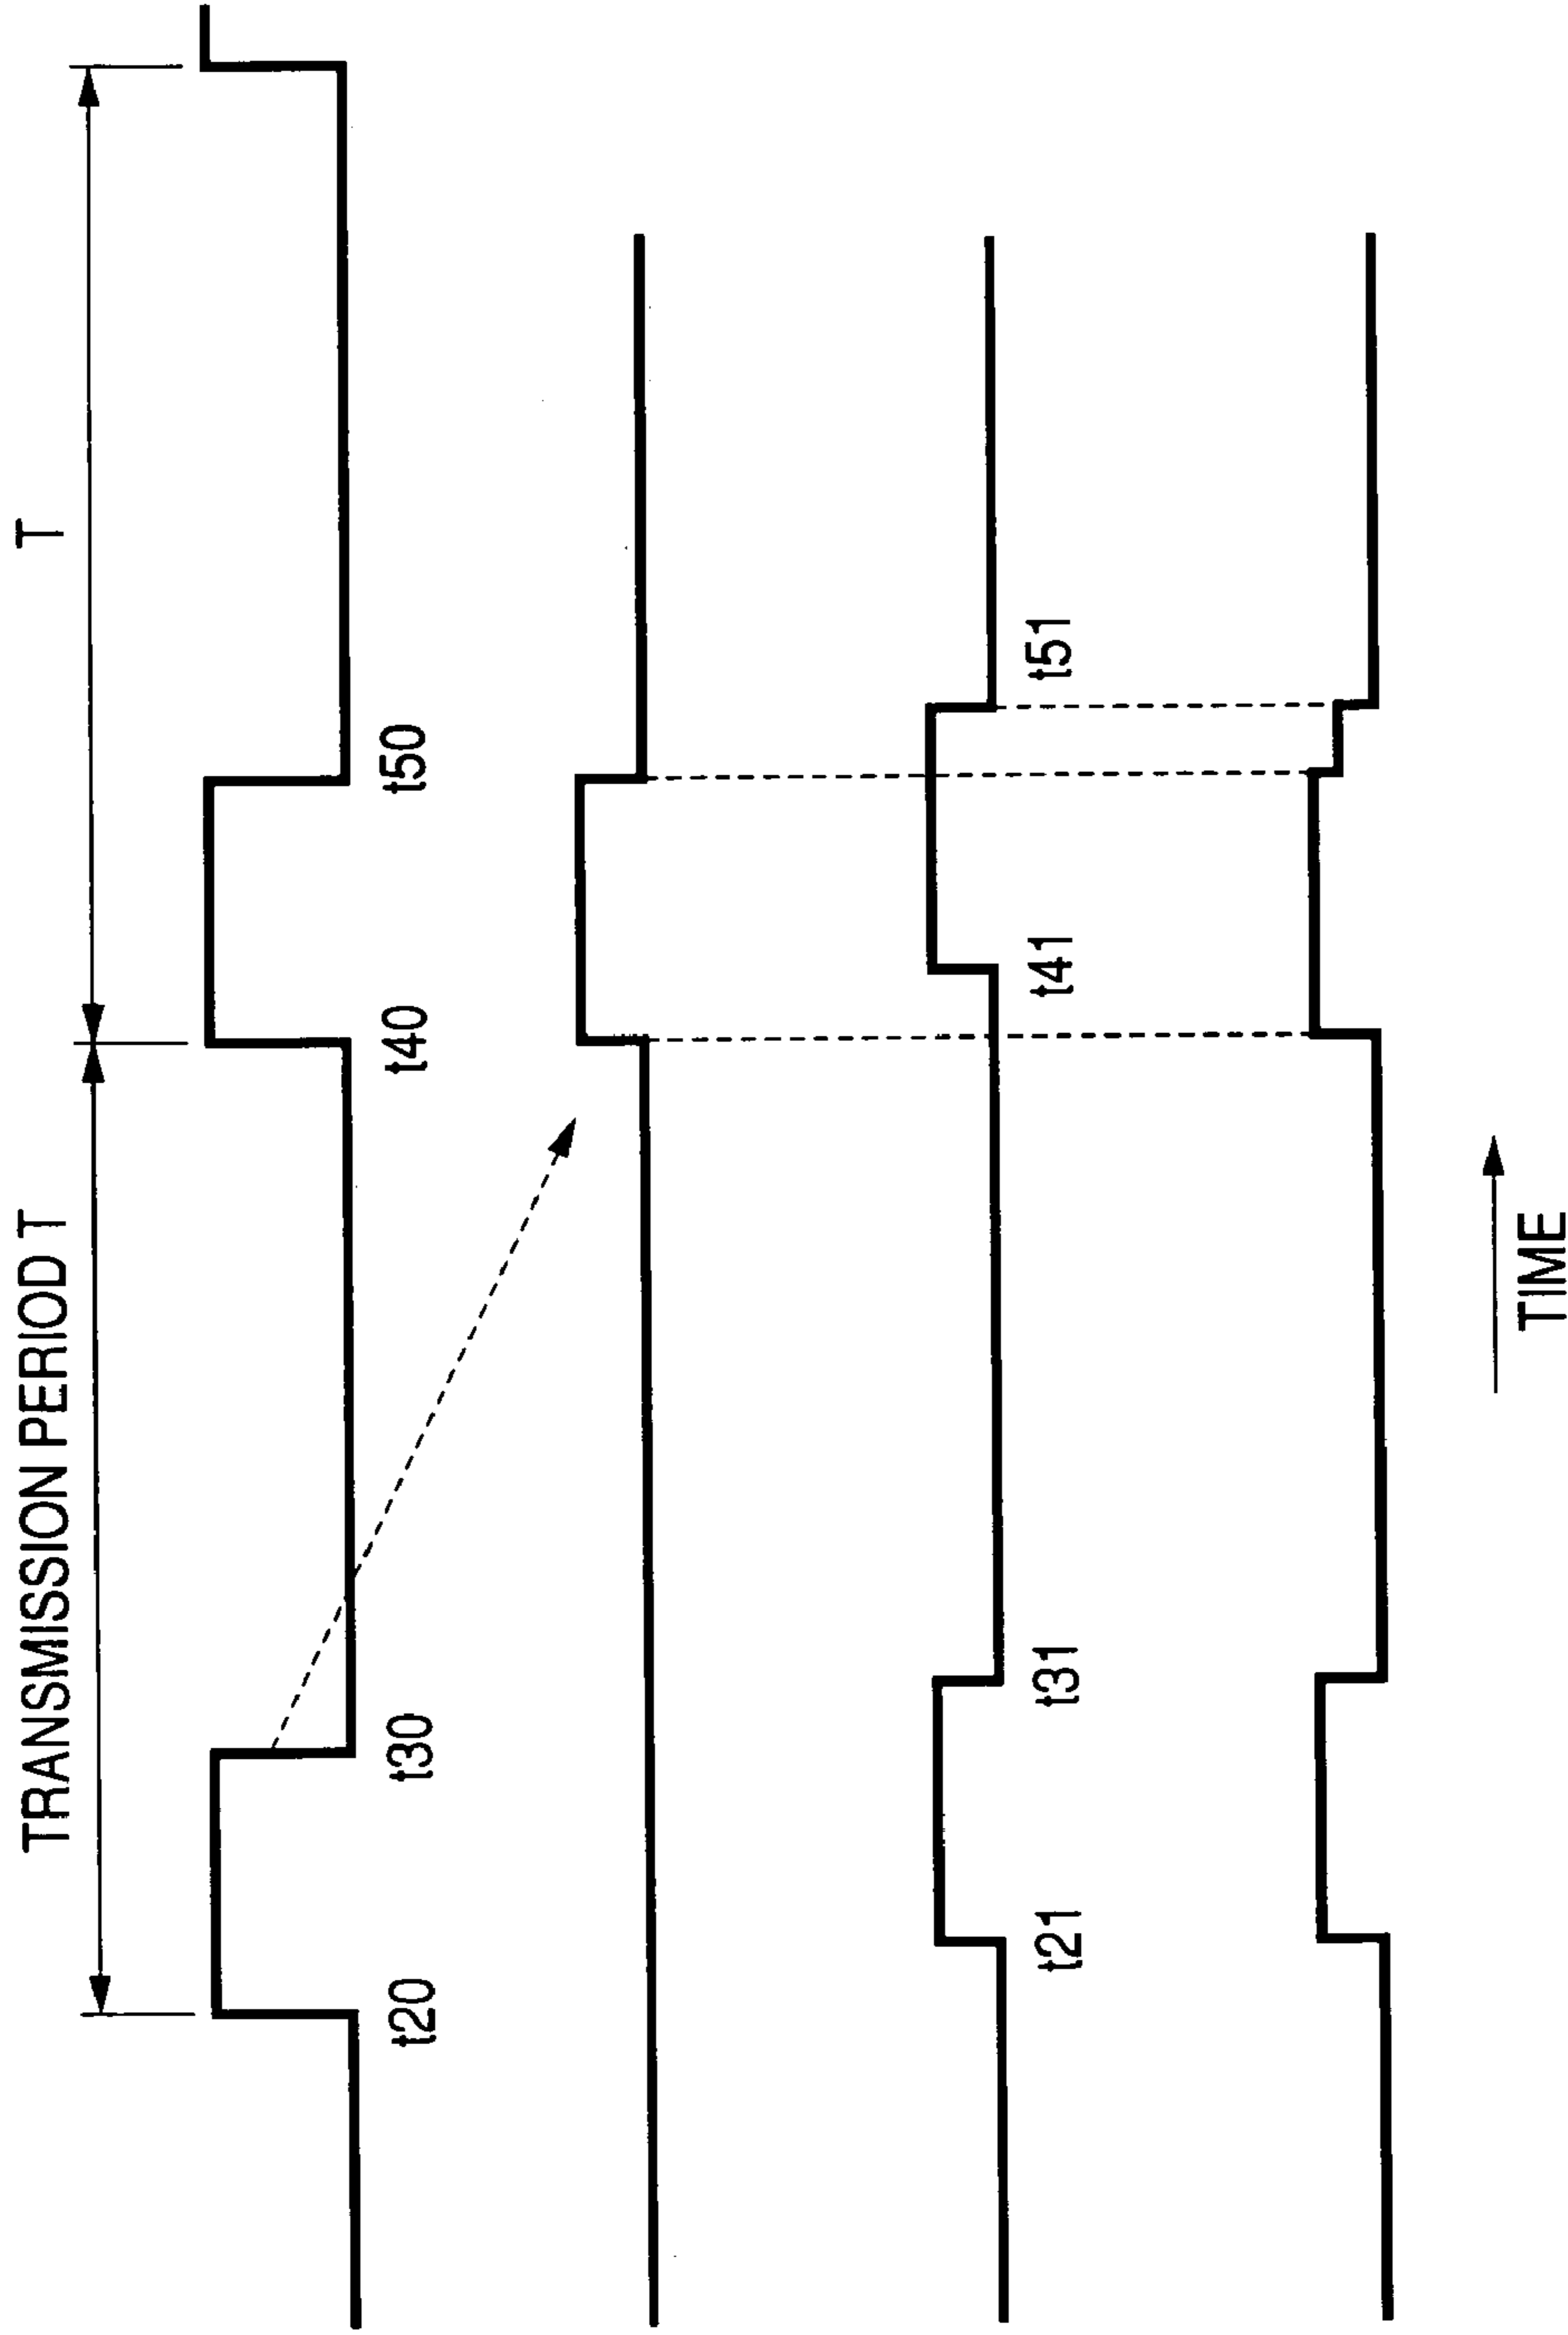 TRANSMISSION PERIOD T
T
t20
t30
t40
t50
t21
t31
t41
t51
TIME